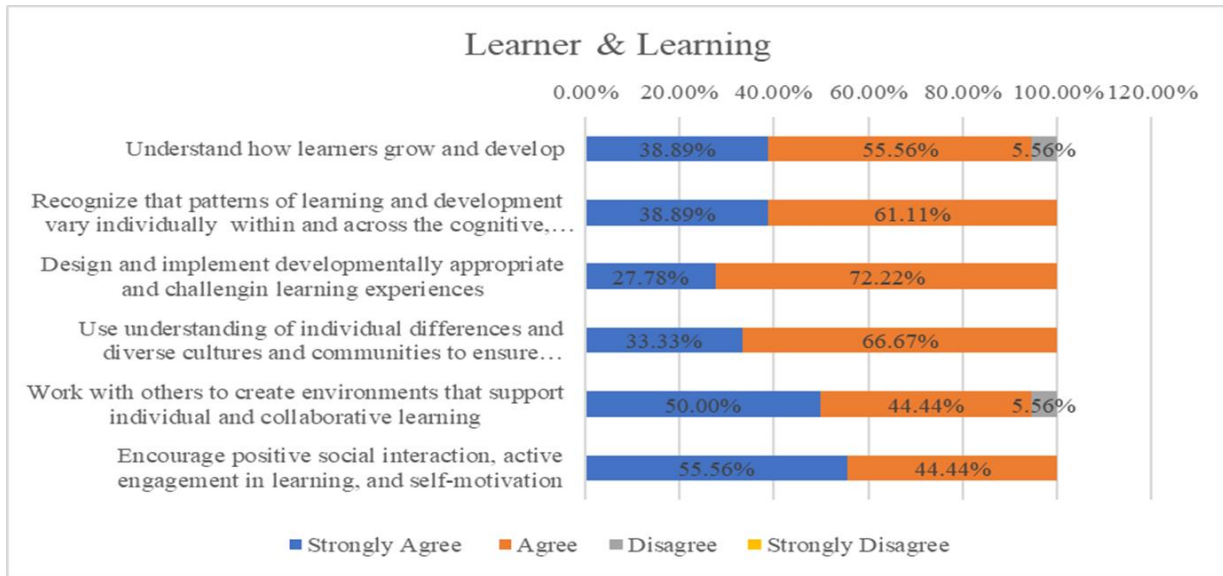 Learner & Learning
0.00% 20.00% 40.00% 60.00% 80.00% 100.00% 120.00%
Understand how learners grow and develop
38.89% 55.56% 5.56%
Recognize that patterns of learning and development
vary individually within and across the cognitive,...
38.89% 61.11%
Design and implement developmentally appropriate
and challengin learning experiences
27.78% 72.22%
Use understanding of individual differences and
diverse cultures and communities to ensure...
33.33% 66.67%
Work with others to create environments that support
individual and collaborative learning
50.00% 44.44% 5.56%
Encourage positive social interaction, active
engagement in learning, and self-motivation
55.56% 44.44%
Strongly Agree Agree Disagree Strongly Disagree